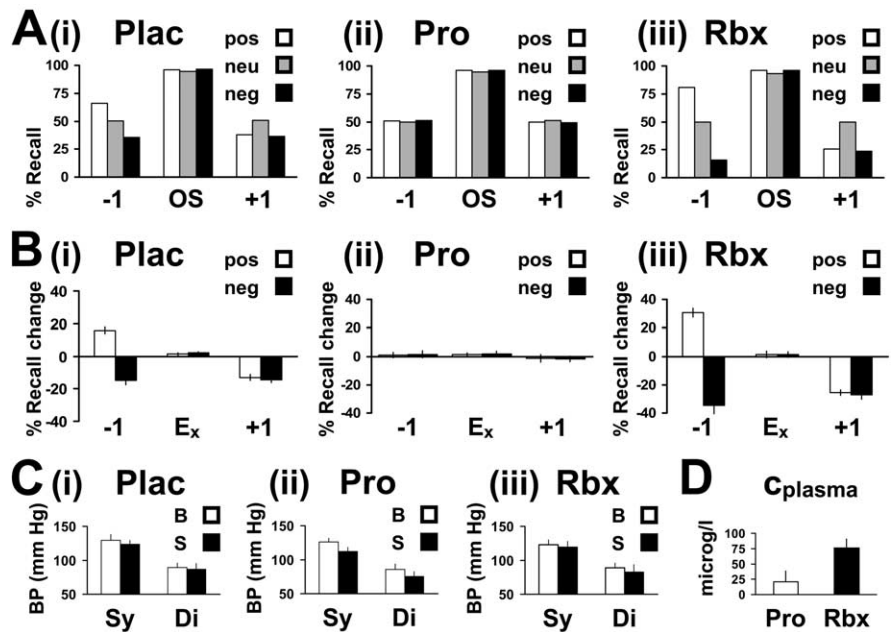 A (i) Plac (ii) Pro (iii) Rbx
pos pos pos
neu neu neu
neg neg neg
% Recall 100 75 50 25 0 -1 OS +1
% Recall 100 75 50 25 0 -1 OS +1
% Recall 100 75 50 25 0 -1 OS +1
B (i) Plac (ii) Pro (iii) Rbx
pos pos pos
neg neg neg
% Recall change 40 20 0 -20 -40 -1 Ex +1
% Recall change 40 20 0 -20 -40 -1 Ex +1
% Recall change 40 20 0 -20 -40 -1 Ex +1
C (i) Plac (ii) Pro (iii) Rbx D Cplasma
B B B
S S S
BP (mm Hg) 150 100 50 Sy Di
BP (mm Hg) 150 100 50 Sy Di
BP (mm Hg) 150 100 50 Sy Di
microg/l 100 75 50 25 0 Pro Rbx